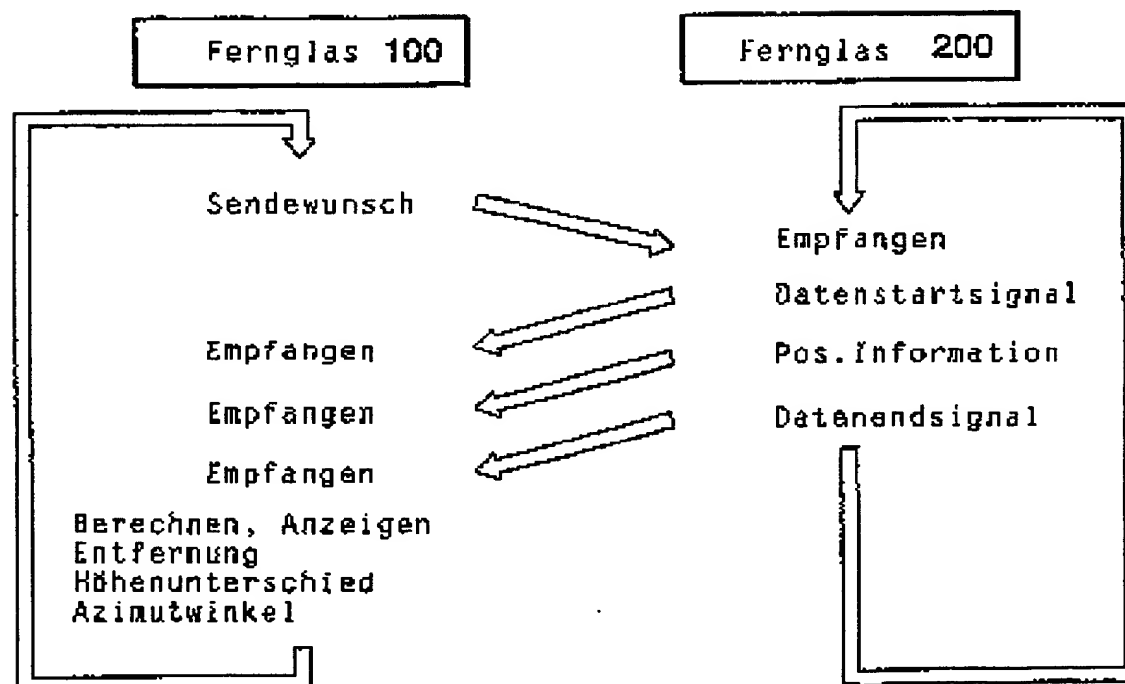 Fernglas 100
Fernglas 200
Sendewunsch
Empfangen
Datenstartsignal
Empfangen
Pos.Information
Empfangen
Datenendsignal
Empfangen
Berechnen, Anzeigen
Entfernung
Höhenunterschied
Azimutwinkel